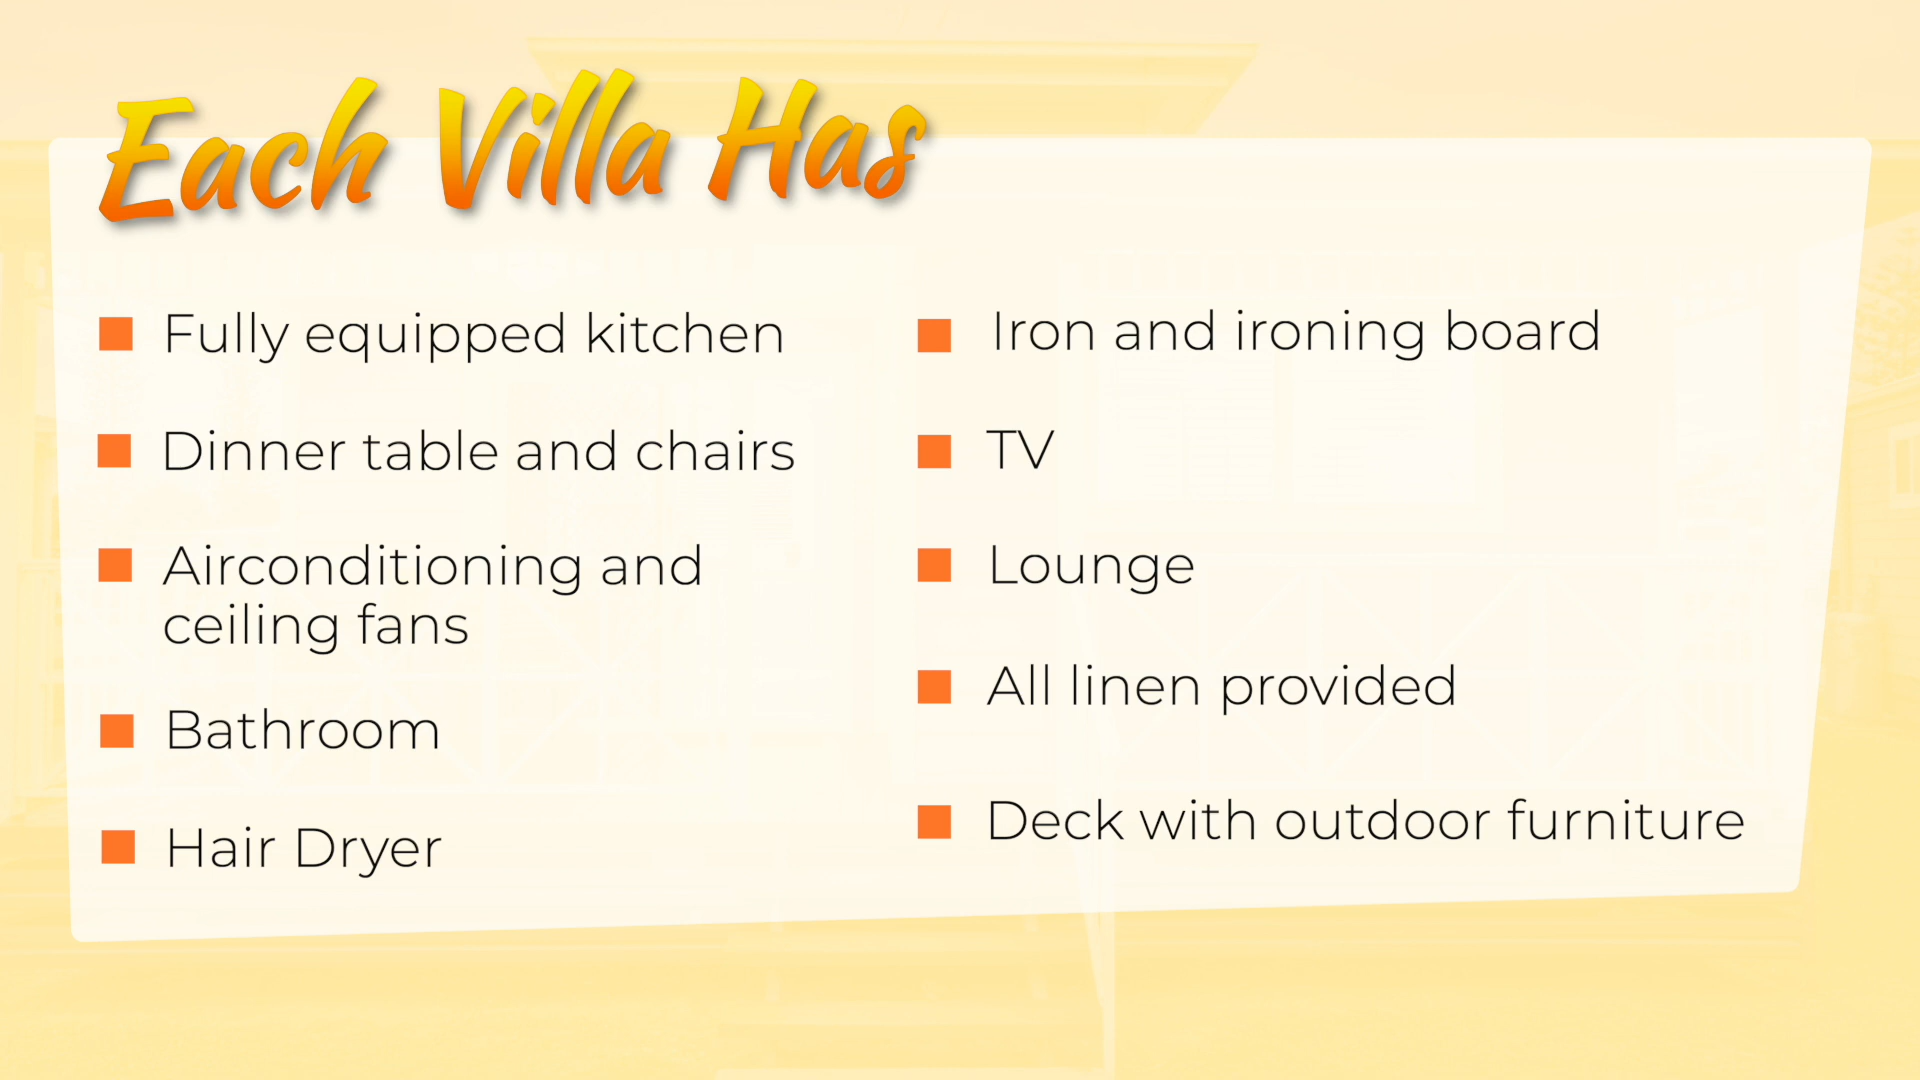 Each Villa Has
Fully equipped kitchen
Dinner table and chairs
Airconditioning and
ceiling fans
Bathroom
Hair Dryer
Iron and ironing board
TV
Lounge
All linen provided
Deck with outdoor furniture